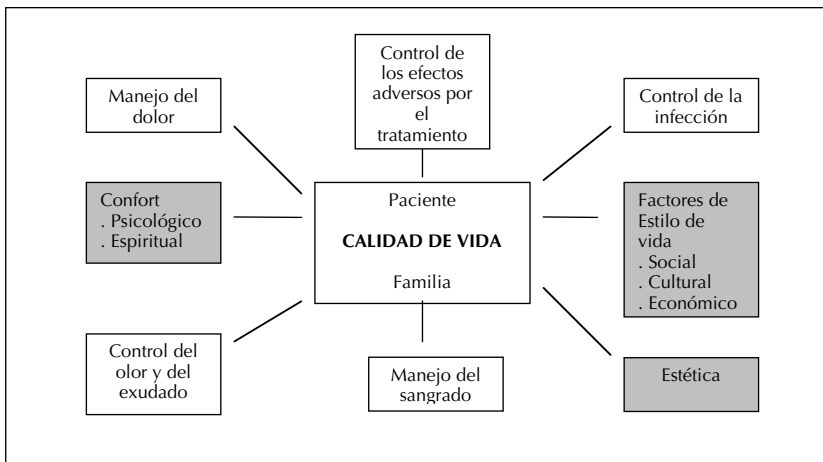 Control de
los efectos
adversos por
el
tratamiento
Manejo del
dolor
Control de la
infección
Confort
. Psicológico
. Espiritual
Paciente
CALIDAD DE VIDA
Familia
Factores de
Estilo de
vida
. Social
. Cultural
. Económico
Control del
olor y del
exudado
Manejo del
sangrado
Estética